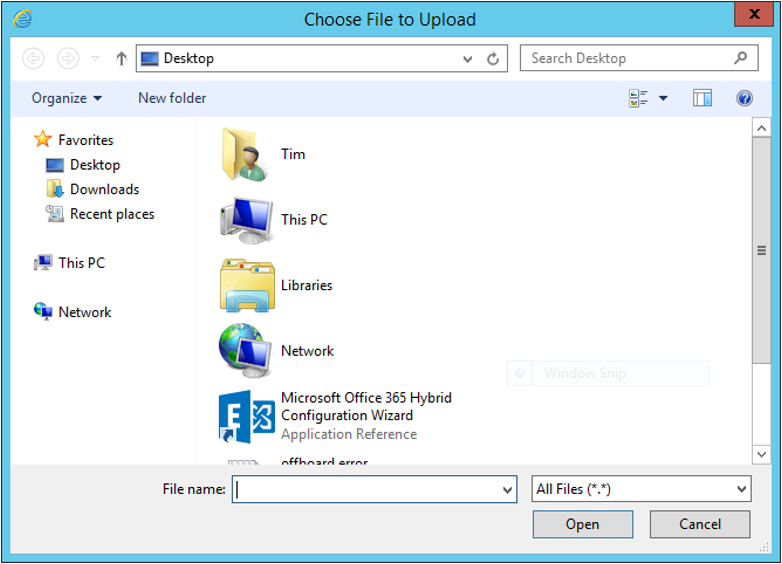 Choose File to Upload
Desktop
Search Desktop
Organize
New folder
Favorites
Desktop
Downloads
Recent places
This PC
Network
Tim
This PC
Libraries
Network
Window Snip
Microsoft Office 365 Hybrid
Configuration Wizard
Application Reference
offboard error
File name:
All Files (*.*)
Open
Cancel